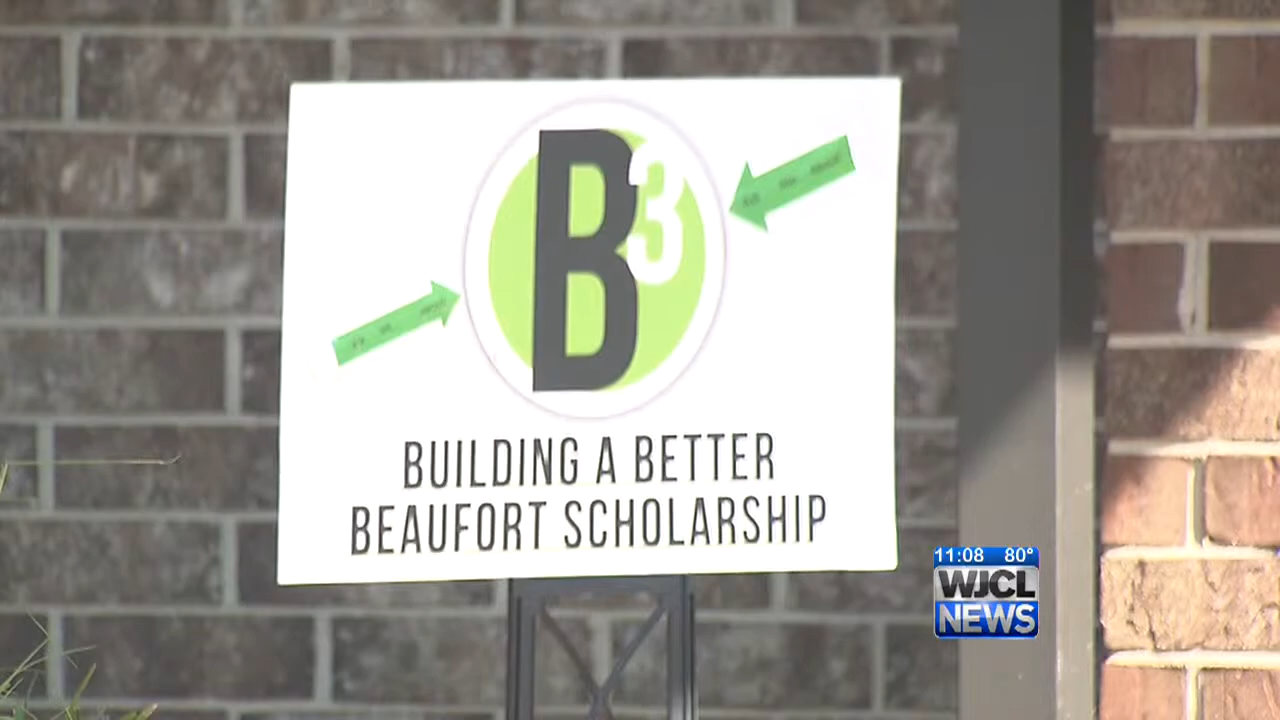 B3
BUILDING A BETTER
BEAUFORT SCHOLARSHIP
11:08 80°
WJCL
NEWS